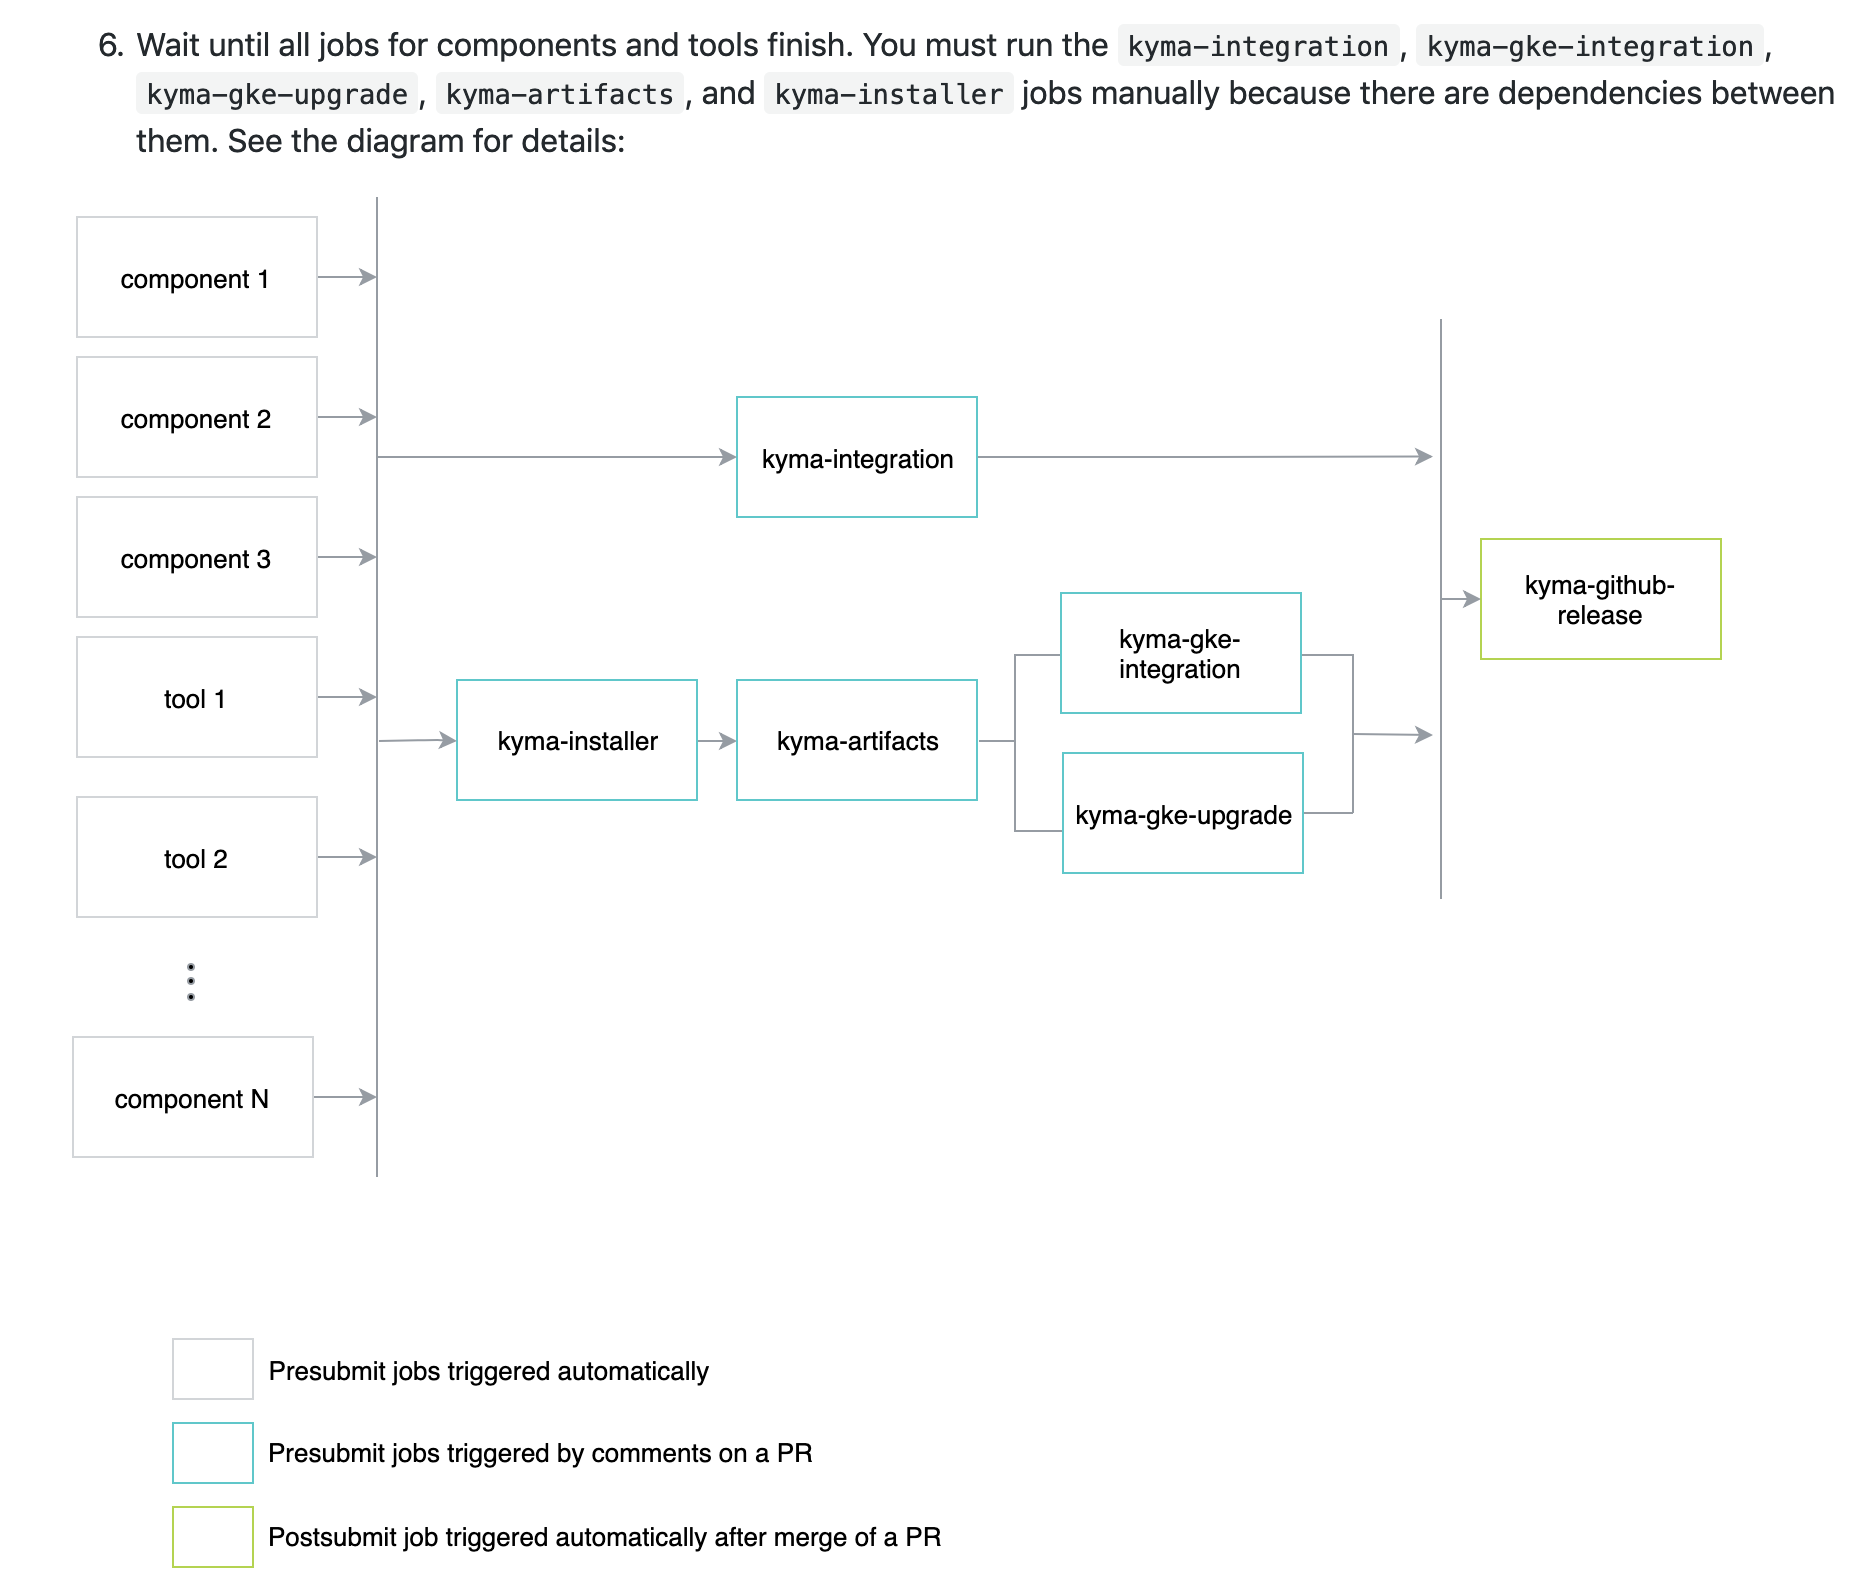 6. Wait until all jobs for components and tools finish. You must run the kyma-integration, kyma-gke-integration,
kyma-gke-upgrade, kyma-artifacts, and kyma-installer jobs manually because there are dependencies between
them. See the diagram for details:
component 1
component 2
kyma-integration
component 3
kyma-github-
release
kyma-gke-
integration
tool 1
kyma-installer
kyma-artifacts
kyma-gke-upgrade
tool 2
component N
Presubmit jobs triggered automatically
Presubmit jobs triggered by comments on a PR
Postsubmit job triggered automatically after merge of a PR